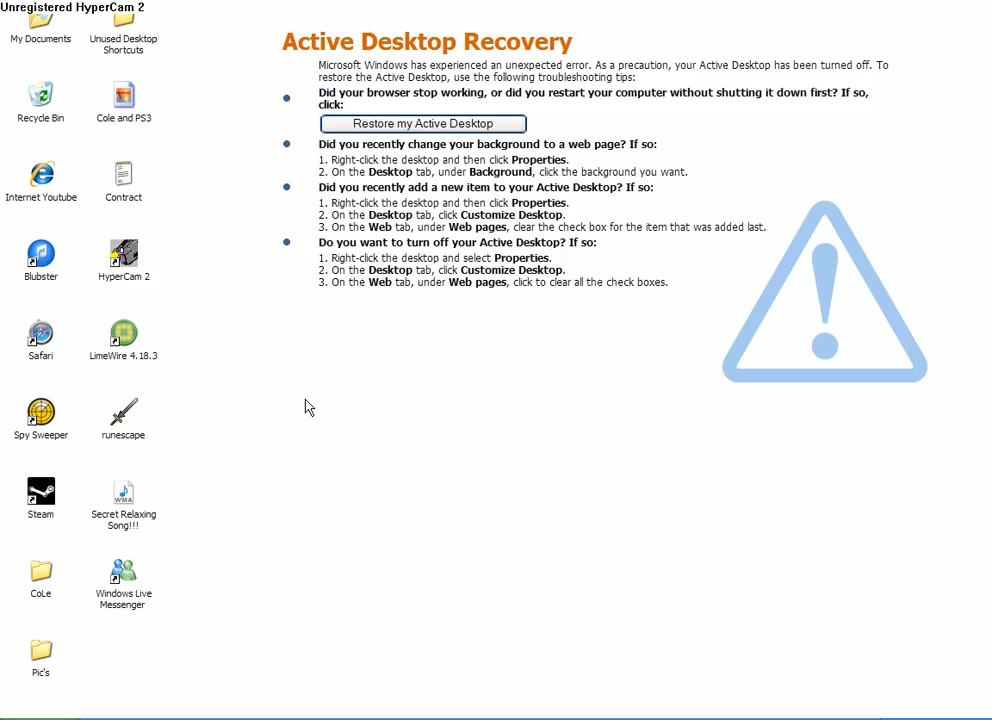 Unregistered HyperCam 2
My Documents
Unused Desktop
Shortcuts
Recycle Bin
Cole and PS3
Internet Youtube
Contract
Blubster
HyperCam 2
Safari
LimeWire 4.18.3
Spy Sweeper
runescape
Steam
WMA
Secret Relaxing
Song!!!
CoLe
Windows Live
Messenger
Pic's
Active Desktop Recovery
Microsoft Windows has experienced an unexpected error. As a precaution, your Active Desktop has been turned off. To
restore the Active Desktop, use the following troubleshooting tips:
Did your browser stop working, or did you restart your computer without shutting it down first? If so,
click:
Restore my Active Desktop
Did you recently change your background to a web page? If so:
1. Right-click the desktop and then click Properties.
2. On the Desktop tab, under Background, click the background you want.
Did you recently add a new item to your Active Desktop? If so:
1. Right-click the desktop and then click Properties.
2. On the Desktop tab, click Customize Desktop.
3. On the Web tab, under Web pages, clear the check box for the item that was added last.
Do you want to turn off your Active Desktop? If so:
1. Right-click the desktop and select Properties.
2. On the Desktop tab, click Customize Desktop.
3. On the Web tab, under Web pages, click to clear all the check boxes.